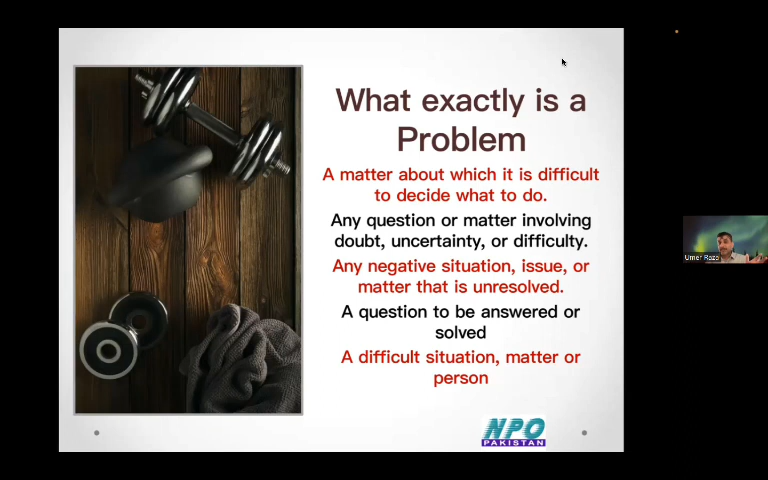 What exactly is a
Problem
A matter about which it is difficult
to decide what to do.
Any question or matter involving
doubt, uncertainty, or difficulty.
Any negative situation, issue, or
matter that is unresolved.
A question to be answered or
solved
A difficult situation, matter or
person
NPO
PAKISTAN
Umer Raza